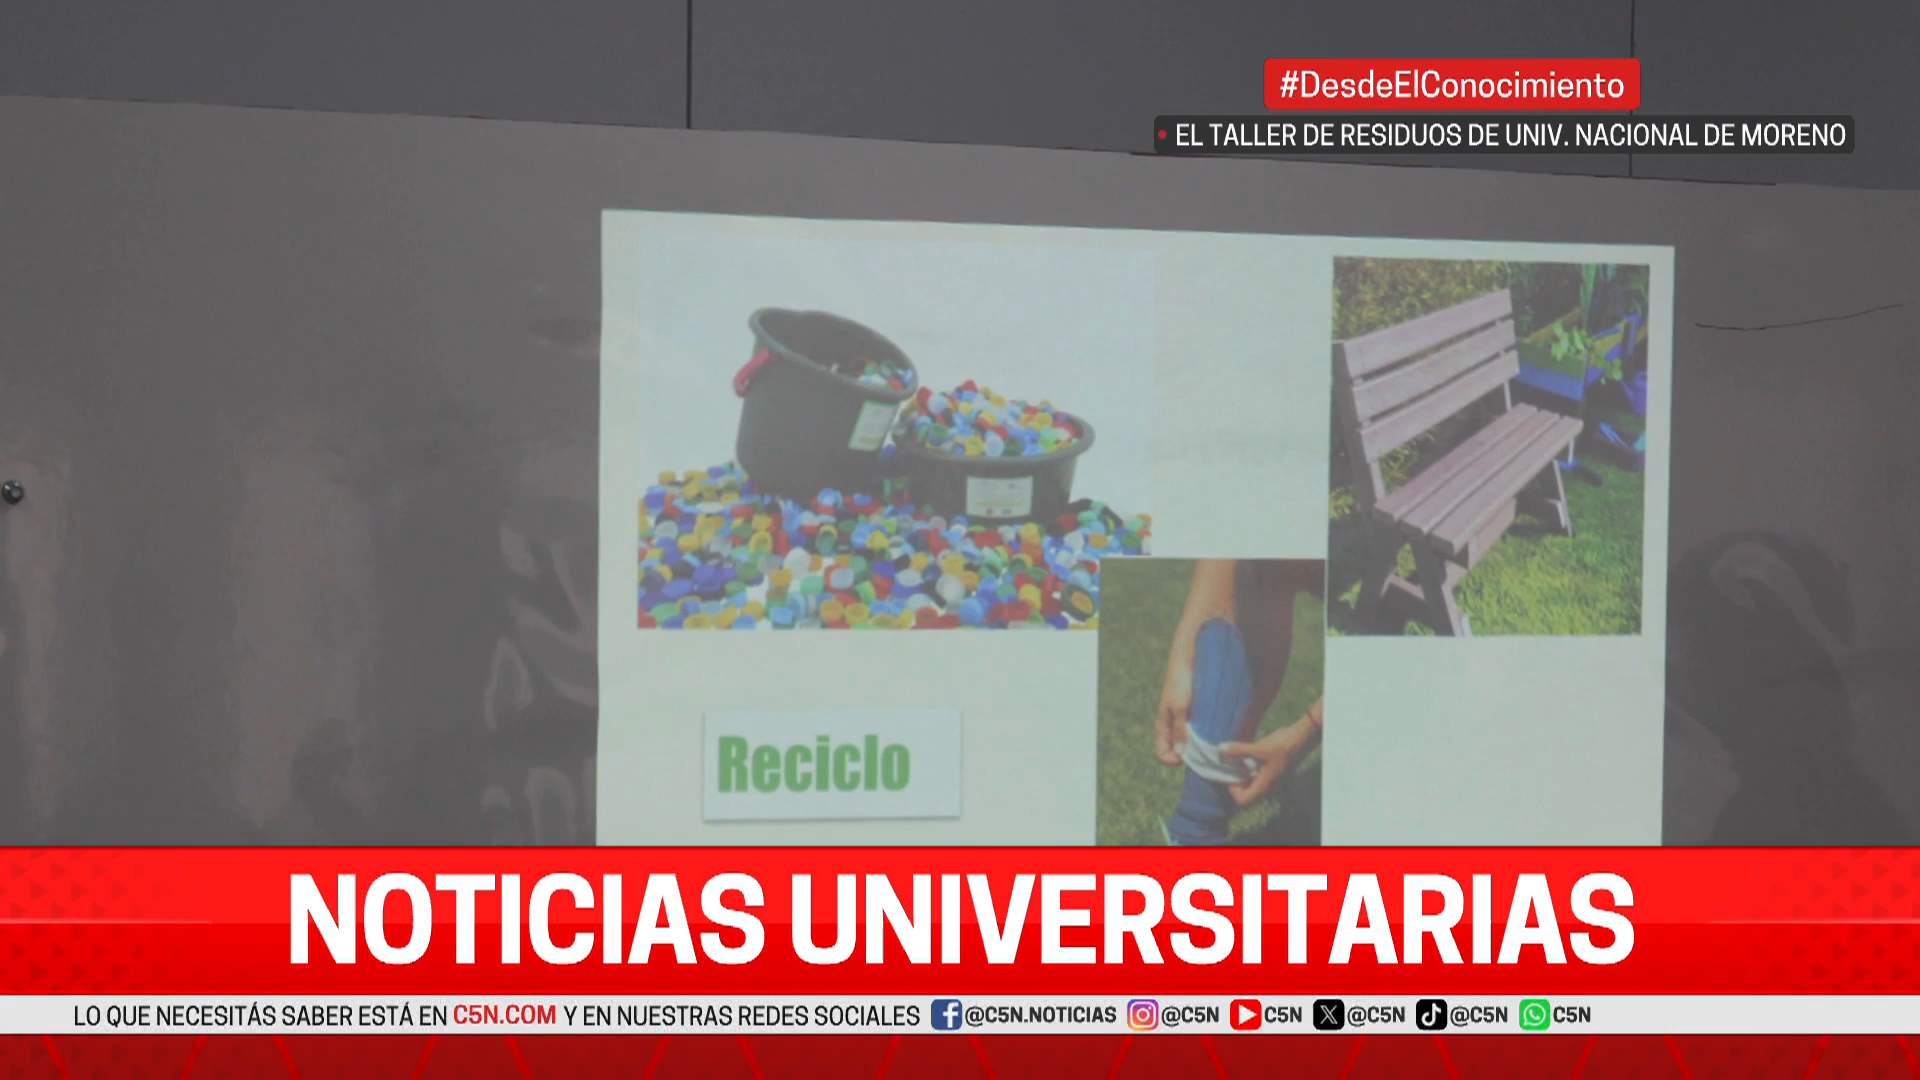 #DesdeElConocimiento
EL TALLER DE RESIDUOS DE UNIV. NACIONAL DE MORENO
Reciclo
NOTICIAS UNIVERSITARIAS
LO QUE NECESITÁS SABER ESTÁ EN C5N.COM Y EN NUESTRAS REDES SOCIALES @C5N.NOTICIAS @C5N C5N @C5N @C5N C5N